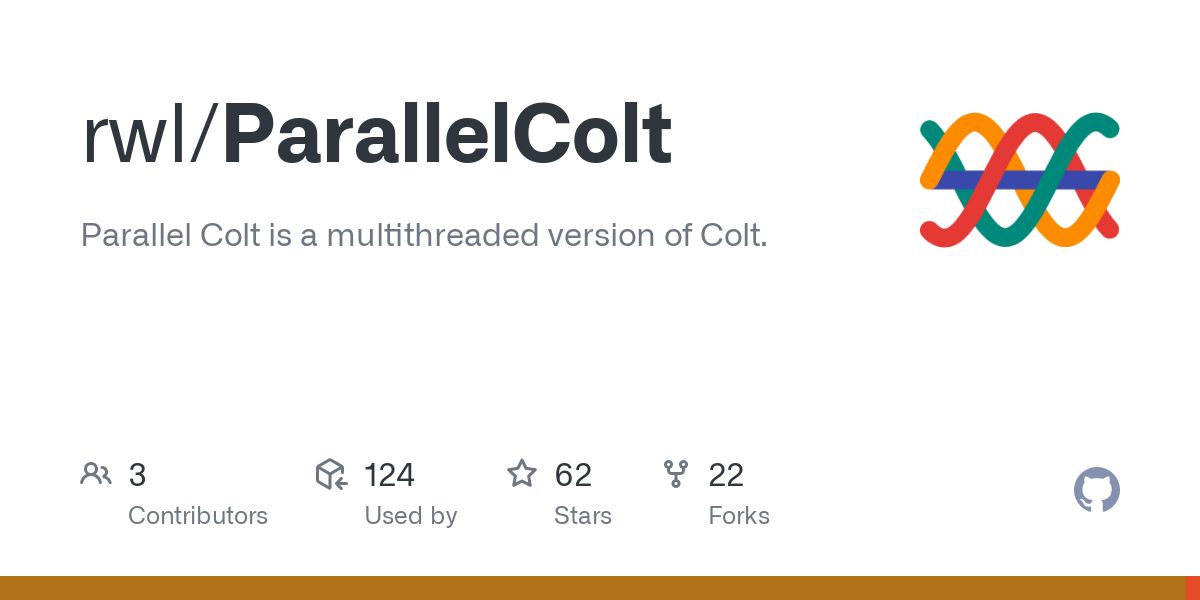 rwl/ParallelColt
Parallel Colt is a multithreaded version of Colt.
3 124 62 22
Contributors Used by Stars Forks